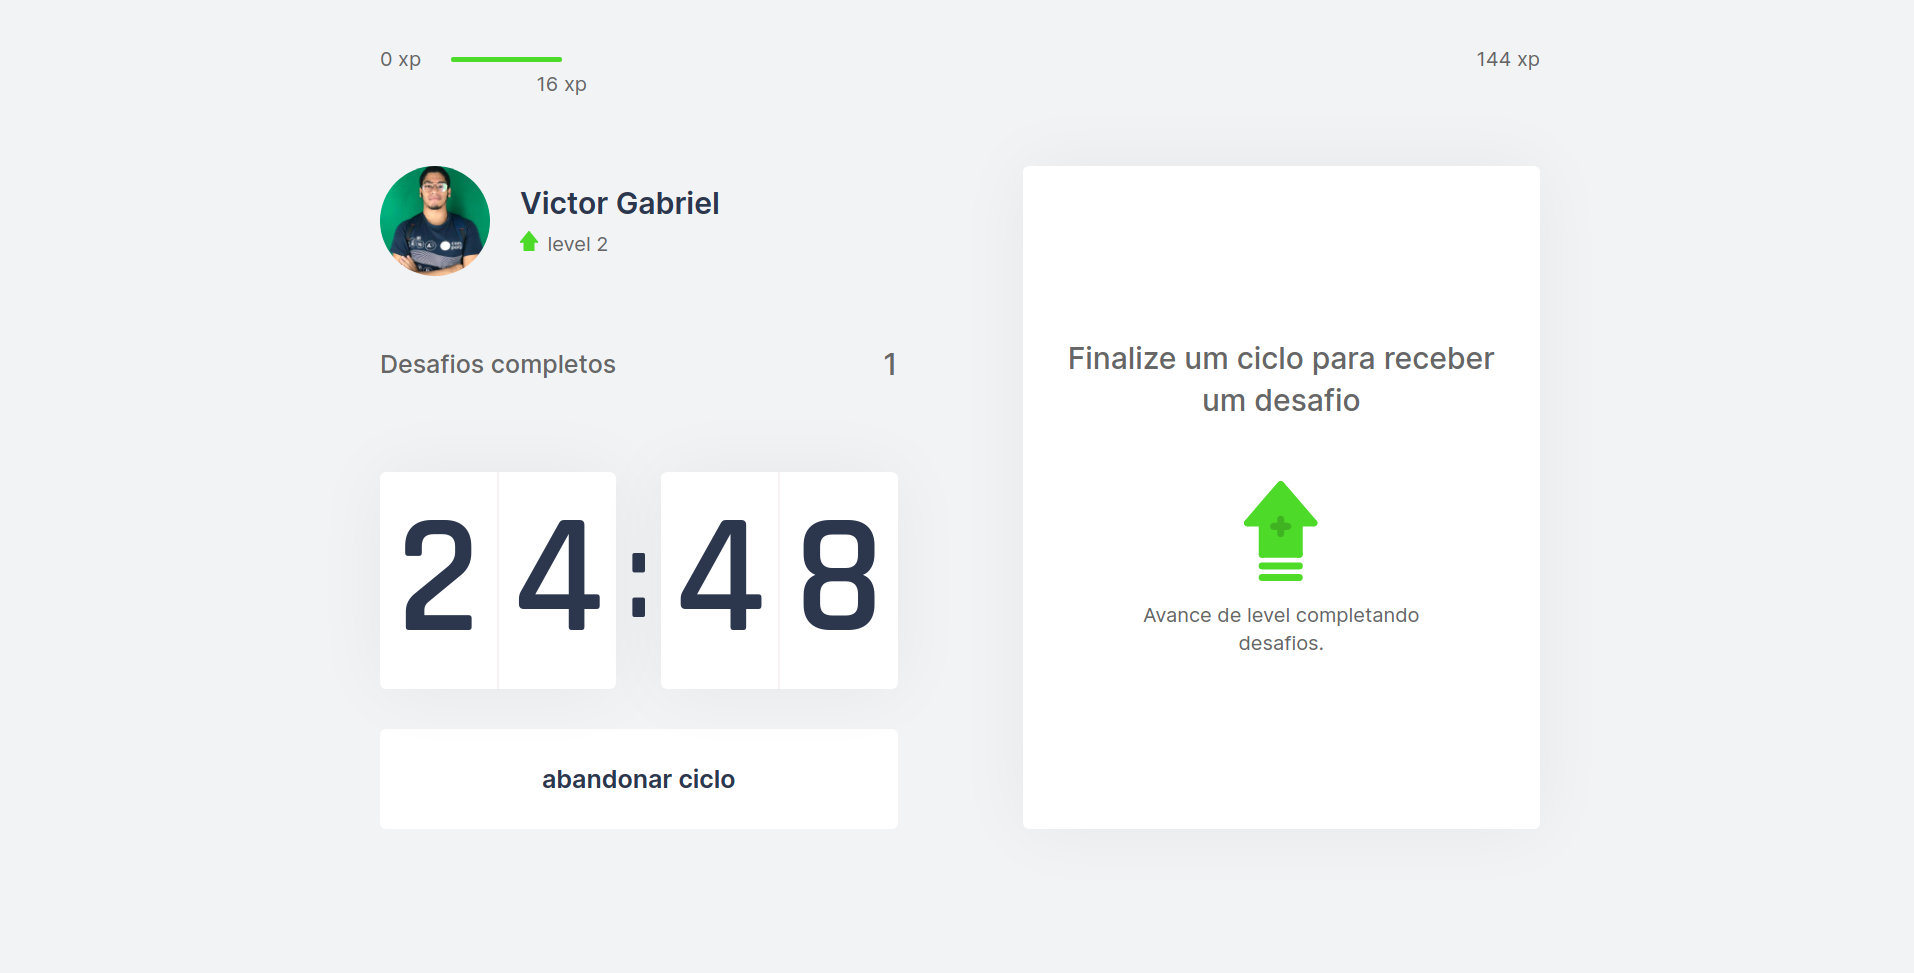 0 xp
144 xp
16 xp
Victor Gabriel
level 2
Desafios completos
1
24:48
abandonar ciclo
Finalize um ciclo para receber
um desafio
Avance de level completando
desafios.